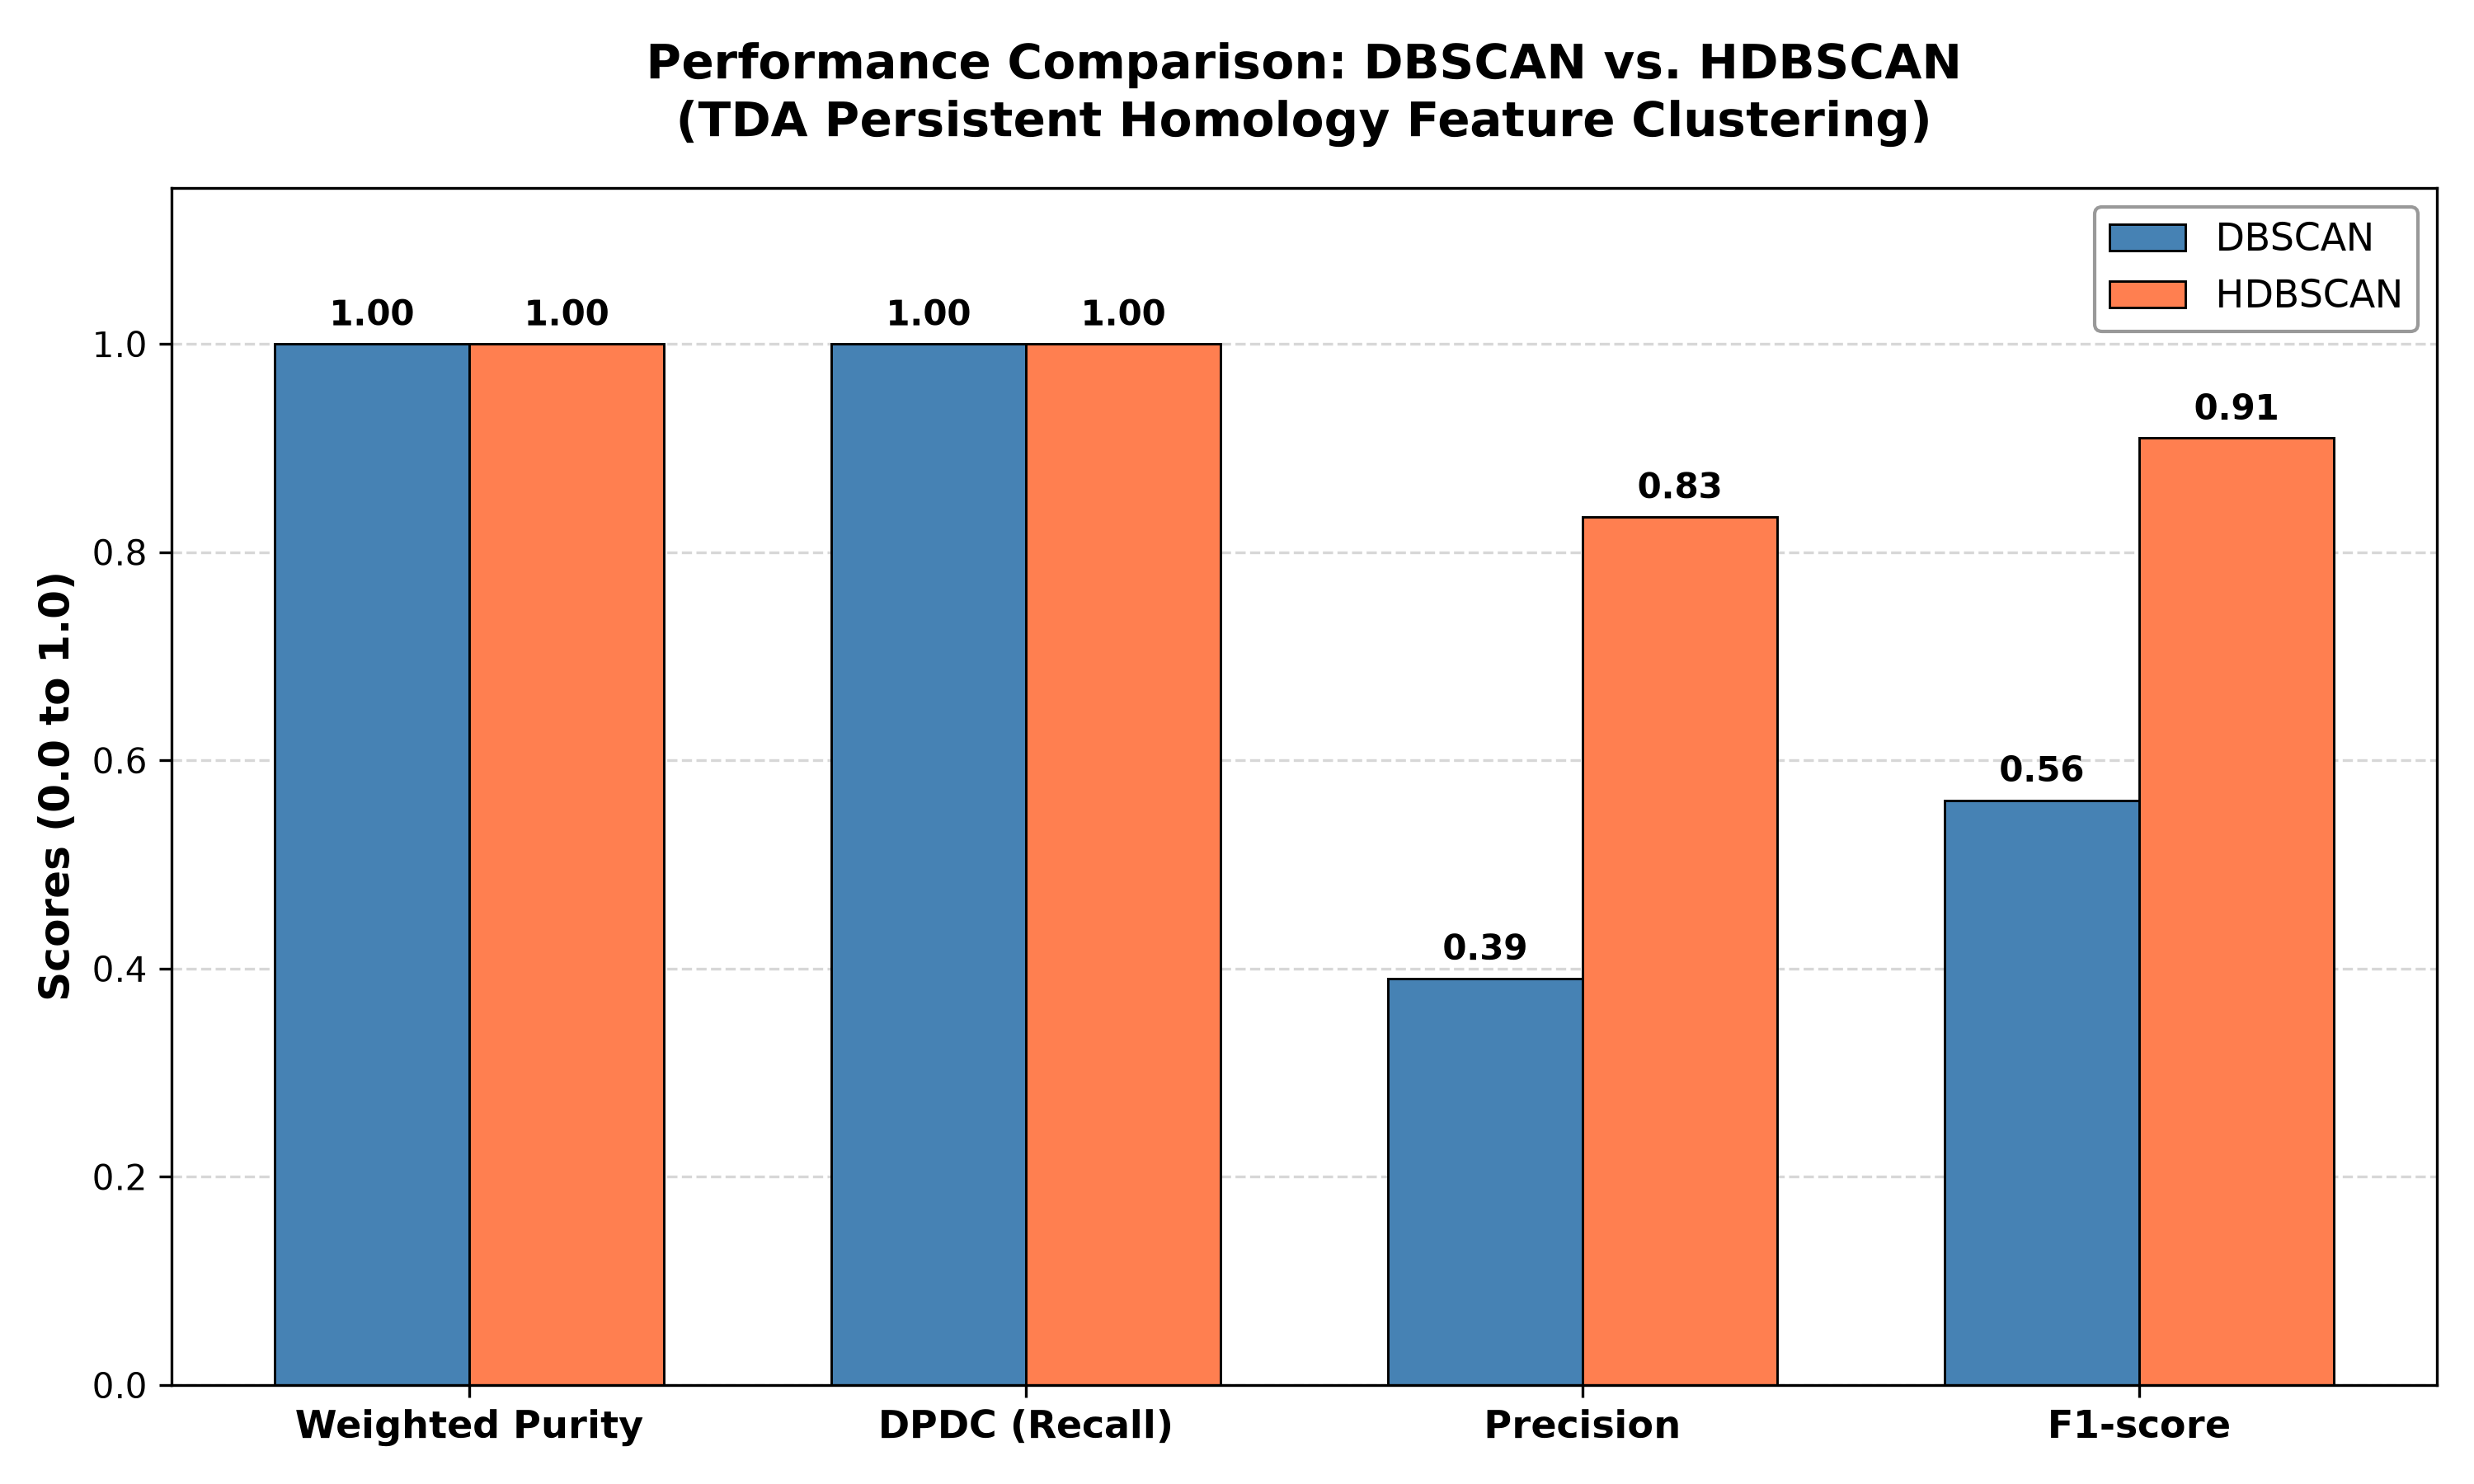 Performance Comparison: DBSCAN vs. HDBSCAN
(TDA Persistent Homology Feature Clustering)
DBSCAN
HDBSCAN
1.00
1.00
1.00
1.00
0.39
0.83
0.56
0.91
Scores (0.0 to 1.0)
1.0
0.8
0.6
0.4
0.2
0.0
Weighted Purity
DPDC (Recall)
Precision
F1-score